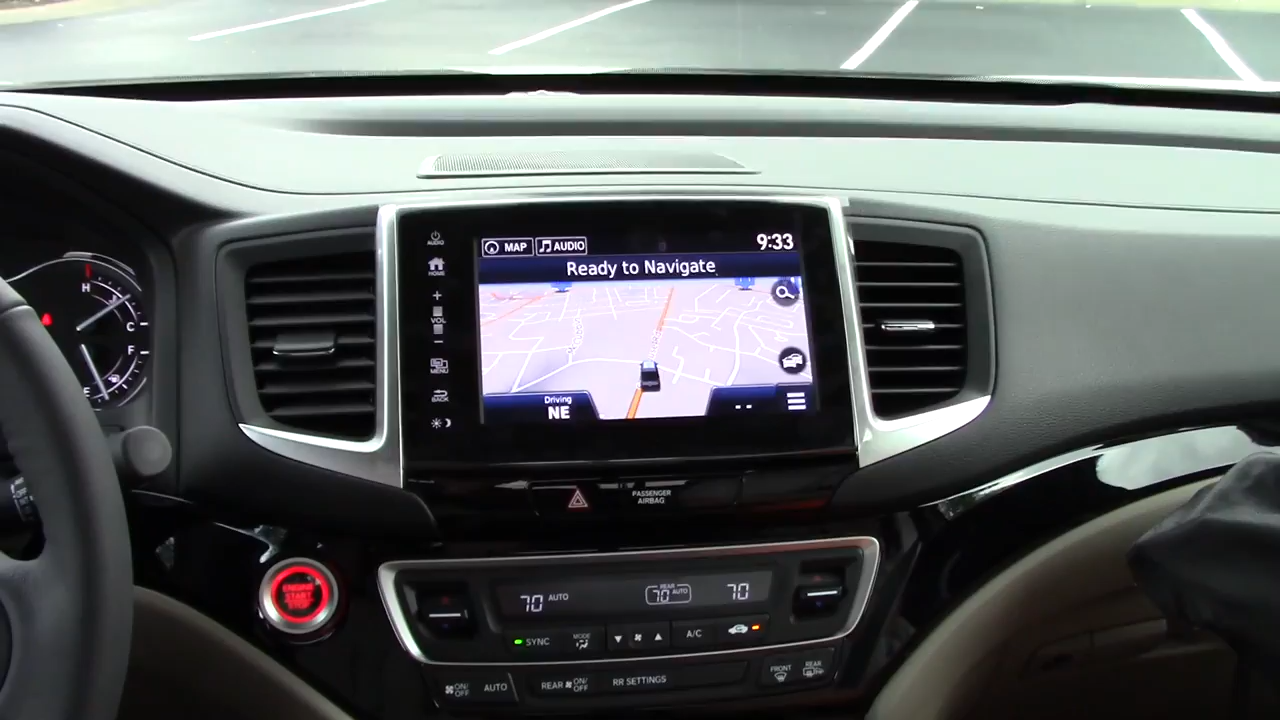 MAP
AUDIO
9:33
AUDIO
Ready to Navigate
HOME
+
VOL
-
MENU
BACK
Driving
NE
--
H
C
F
E
PASSENGER
AIRBAG
ENGINE
START
STOP
70 AUTO
REAR
70 AUTO
70
SYNC
MODE
A/C
ON/
OFF
AUTO
REAR ON/
OFF
RR SETTINGS
FRONT
REAR